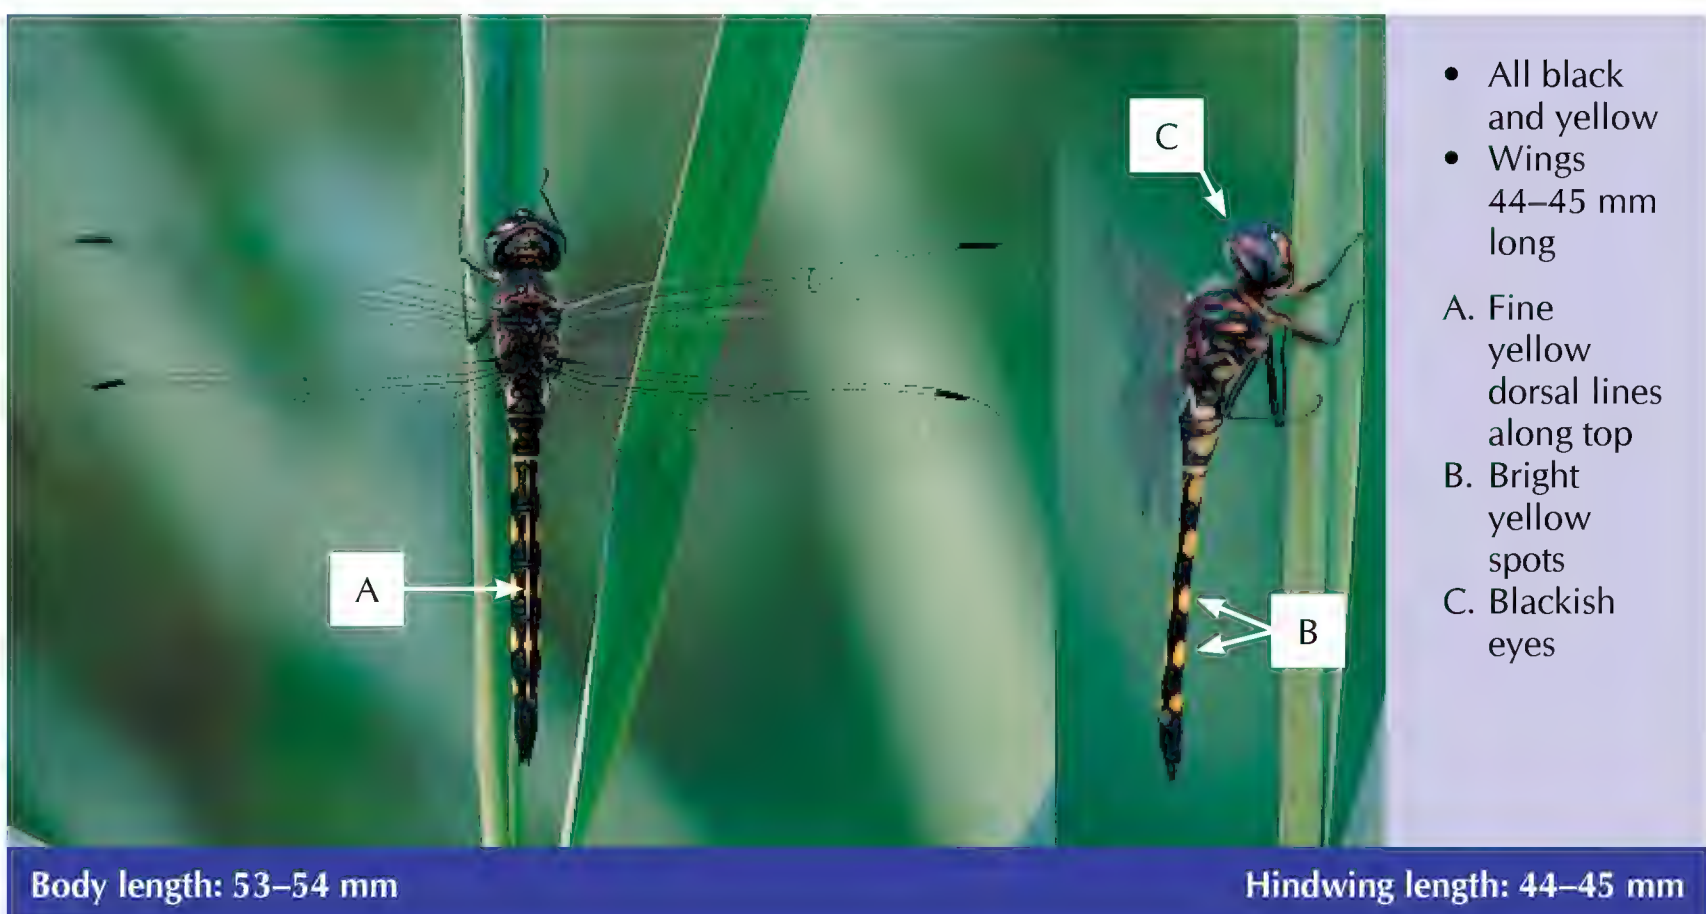 C
A
B
• All black
and yellow
• Wings
44–45 mm
long
A. Fine
yellow
dorsal lines
along top
B. Bright
yellow
spots
C. Blackish
eyes
Body length: 53–54 mm
Hindwing length: 44–45 mm